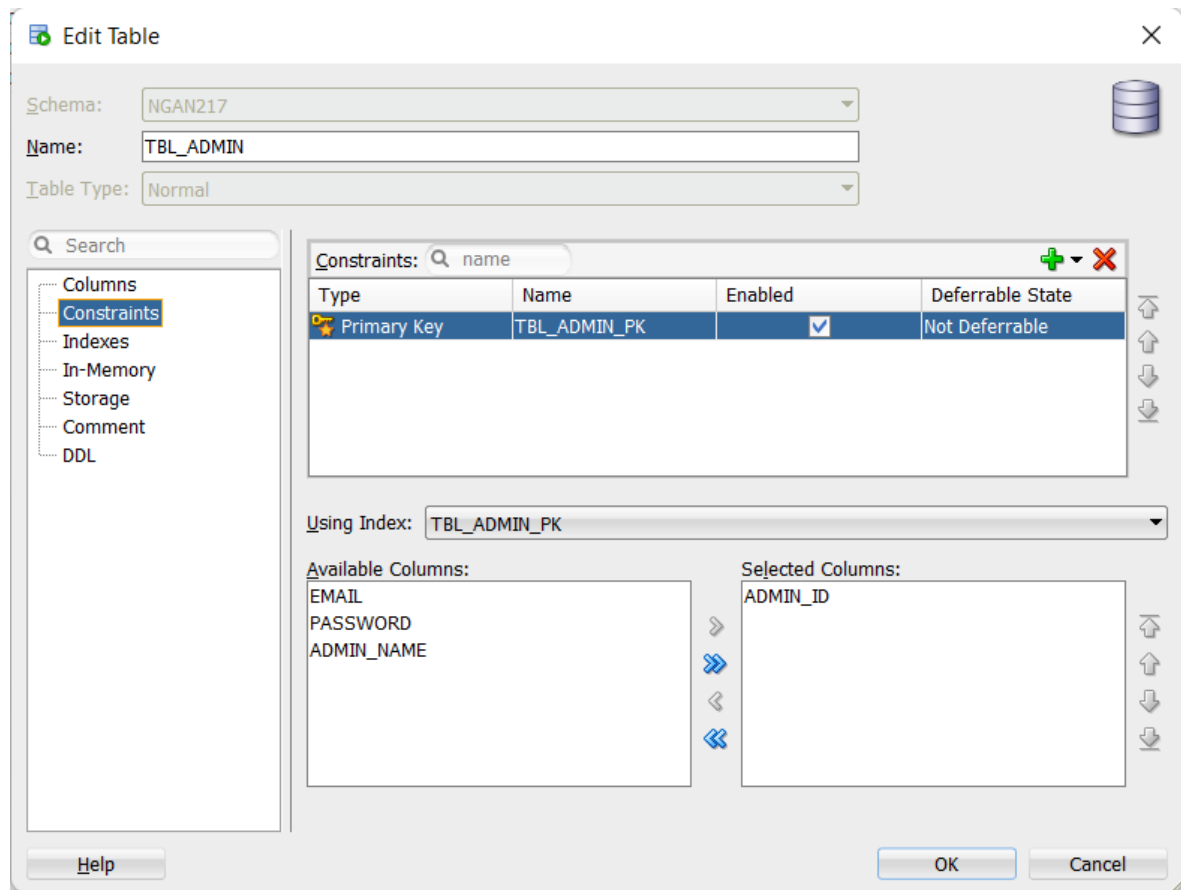 Edit Table
Schema: NGAN217
Name: TBL_ADMIN
Table Type: Normal
Search
Columns
Constraints
Indexes
In-Memory
Storage
Comment
DDL
Constraints: name
Type Name Enabled Deferrable State
Primary Key TBL_ADMIN_PK Not Deferrable
Using Index: TBL_ADMIN_PK
Available Columns:
EMAIL
PASSWORD
ADMIN_NAME
Selected Columns:
ADMIN_ID
Help OK Cancel